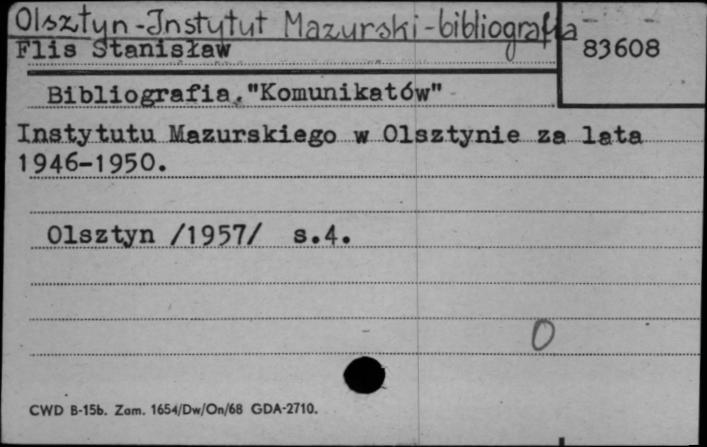 Olsztyn - Instytut Mazurski - bibliografia
Flis Stanisław
83608
Bibliografia "Komunikatów"
Instytutu Mazurskiego w Olsztynie za lata
1946-1950.
Olsztyn /1957/ s.4.
0
CWD B-15b. Zam. 1654/Dw/On/68 GDA-2710.